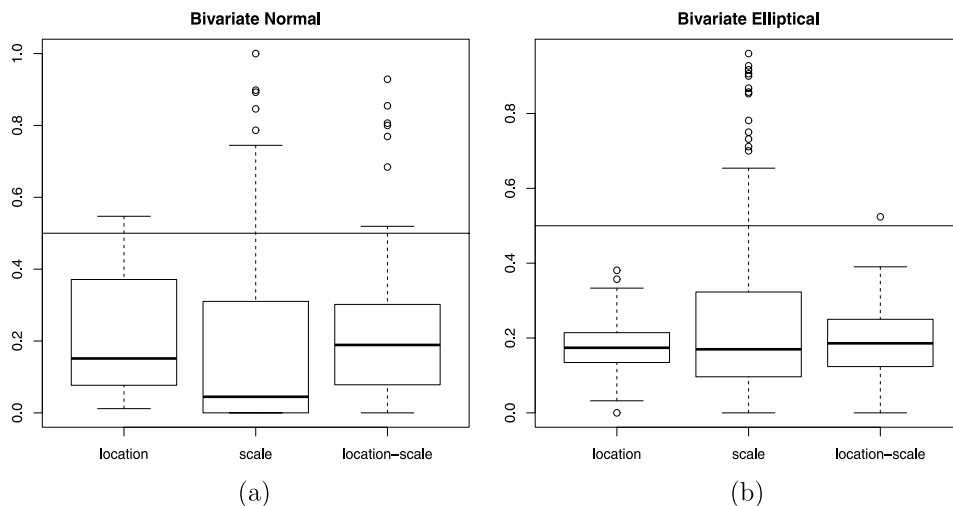 Bivariate Normal
1.0
0.8
0.6
0.4
0.2
0.0
location scale location−scale
(a)
Bivariate Elliptical
0.8
0.6
0.4
0.2
0.0
location scale location−scale
(b)